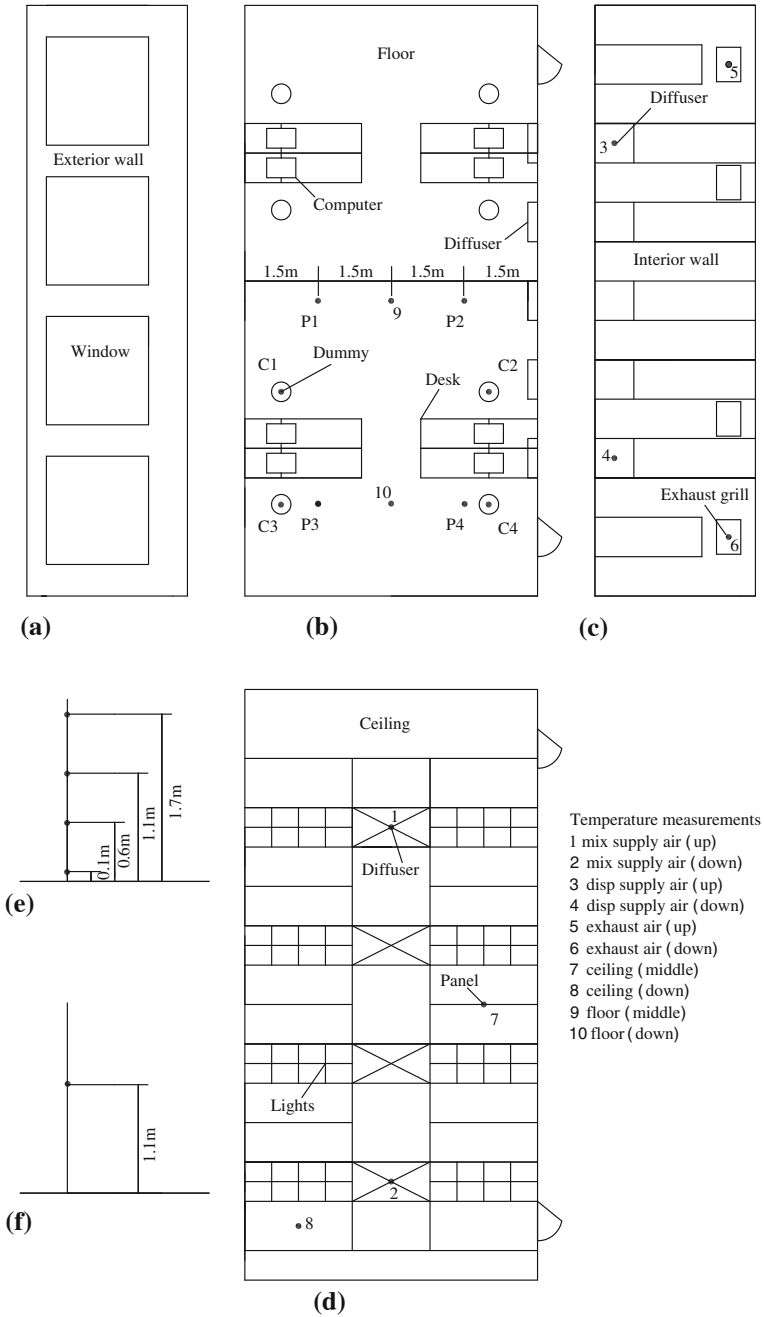 Exterior wall
Window
(a)
Floor
Computer
Diffuser
1.5m 1.5m 1.5m 1.5m
P1 9 P2
Dummy
C1 C2
Desk
10
C3 P3 P4 C4
(b)
5
Diffuser
3
Interior wall
4
Exhaust grill
6
(c)
0.1m
0.6m
1.1m
1.7m
(e)
1.1m
(f)
Ceiling
1
Diffuser
Panel
7
Lights
2
8
(d)
Temperature measurements
1 mix supply air (up)
2 mix supply air (down)
3 disp supply air (up)
4 disp supply air (down)
5 exhaust air (up)
6 exhaust air (down)
7 ceiling (middle)
8 ceiling (down)
9 floor (middle)
10 floor (down)